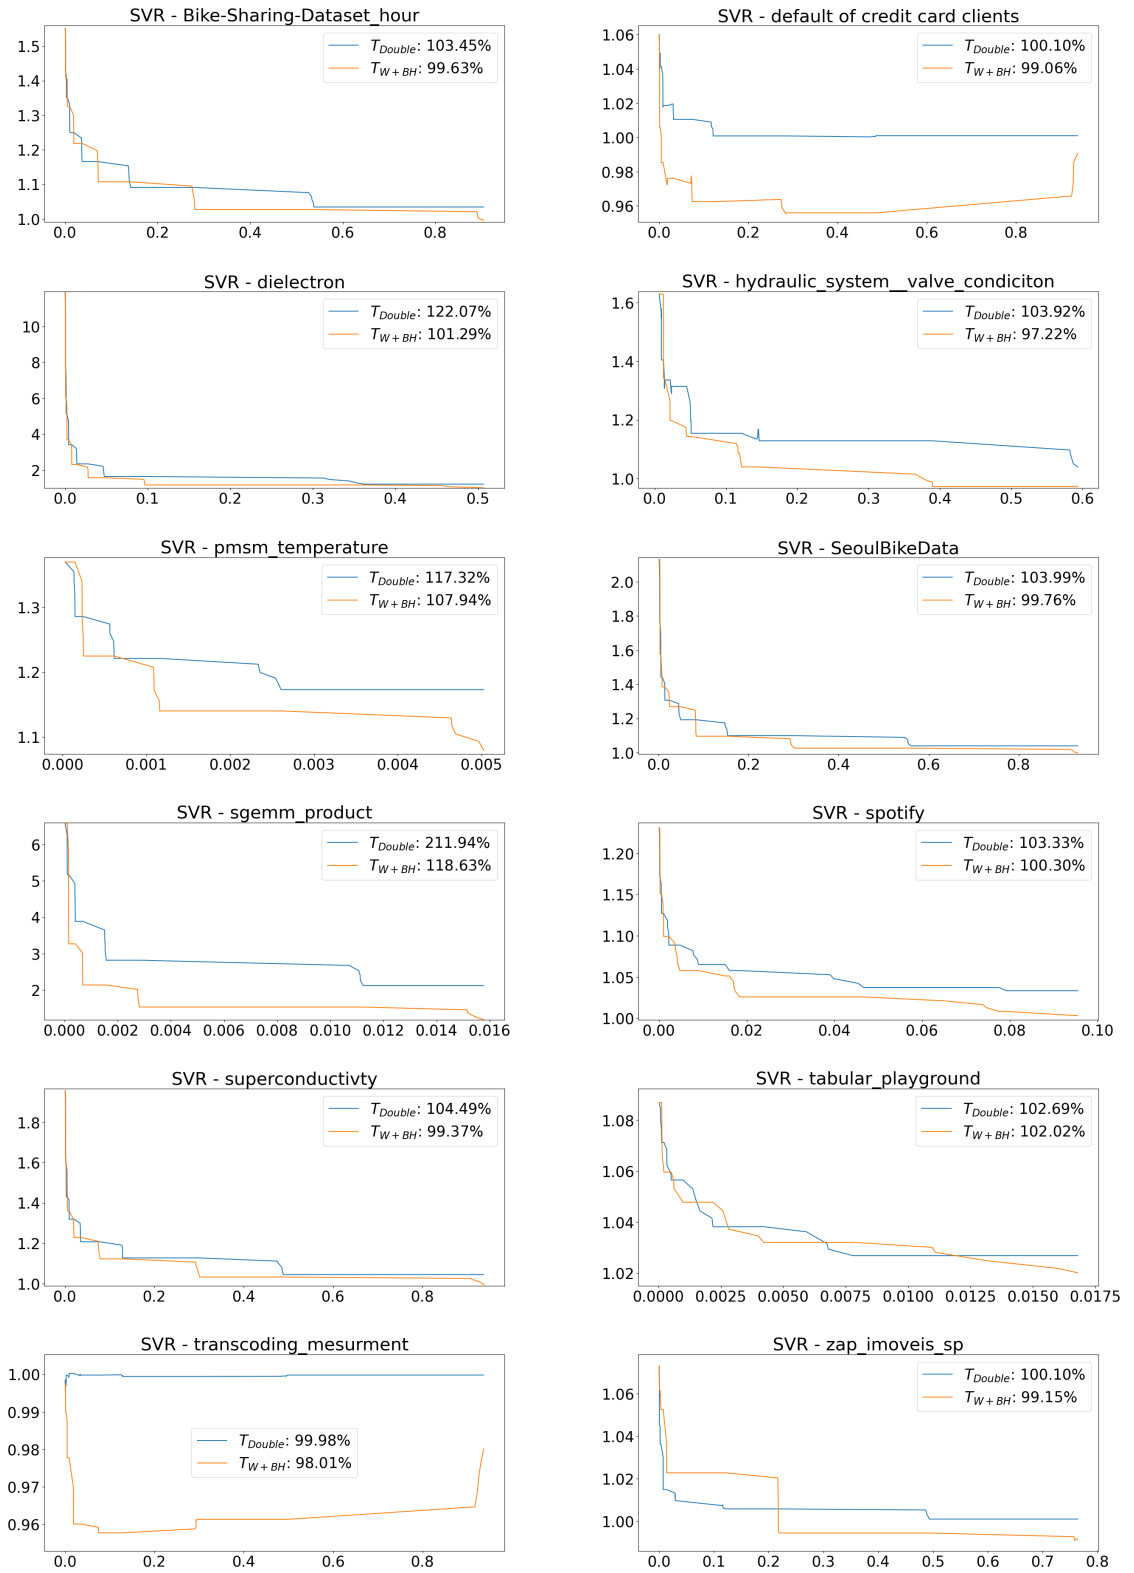 SVR - Bike-Sharing-Dataset_hour
T_Double: 103.45%
T_W+BH: 99.63%
1.5
1.4
1.3
1.2
1.1
1.0
0.0 0.2 0.4 0.6 0.8
SVR - default of credit card clients
T_Double: 100.10%
T_W+BH: 99.06%
1.06
1.04
1.02
1.00
0.98
0.96
0.0 0.2 0.4 0.6 0.8
SVR - dielectron
T_Double: 122.07%
T_W+BH: 101.29%
10
8
6
4
2
0.0 0.1 0.2 0.3 0.4 0.5
SVR - hydraulic_system__valve_condiciton
T_Double: 103.92%
T_W+BH: 97.22%
1.6
1.4
1.2
1.0
0.0 0.1 0.2 0.3 0.4 0.5 0.6
SVR - pmsm_temperature
T_Double: 117.32%
T_W+BH: 107.94%
1.3
1.2
1.1
0.000 0.001 0.002 0.003 0.004 0.005
SVR - SeoulBikeData
T_Double: 103.99%
T_W+BH: 99.76%
2.0
1.8
1.6
1.4
1.2
1.0
0.0 0.2 0.4 0.6 0.8
SVR - sgemm_product
T_Double: 211.94%
T_W+BH: 118.63%
6
5
4
3
2
0.000 0.002 0.004 0.006 0.008 0.010 0.012 0.014 0.016
SVR - spotify
T_Double: 103.33%
T_W+BH: 100.30%
1.20
1.15
1.10
1.05
1.00
0.00 0.02 0.04 0.06 0.08 0.10
SVR - superconductivty
T_Double: 104.49%
T_W+BH: 99.37%
1.8
1.6
1.4
1.2
1.0
0.0 0.2 0.4 0.6 0.8
SVR - tabular_playground
T_Double: 102.69%
T_W+BH: 102.02%
1.08
1.06
1.04
1.02
0.0000 0.0025 0.0050 0.0075 0.0100 0.0125 0.0150 0.0175
SVR - transcoding_mesurment
1.00
0.99
0.98
0.97
0.96
T_Double: 99.98%
T_W+BH: 98.01%
0.0 0.2 0.4 0.6 0.8
SVR - zap_imoveis_sp
T_Double: 100.10%
T_W+BH: 99.15%
1.06
1.04
1.02
1.00
0.0 0.1 0.2 0.3 0.4 0.5 0.6 0.7 0.8